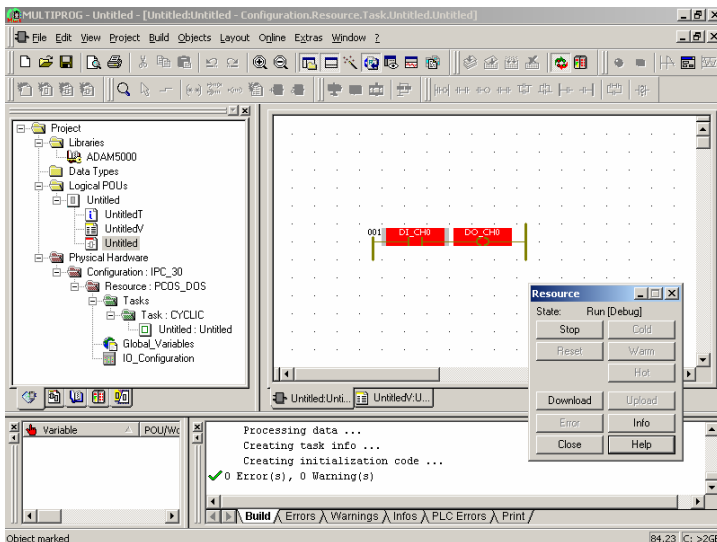 MULTIPROG - Untitled - [Untitled:Untitled - Configuration.Resource.Task.Untitled.Untitled]
File Edit View Project Build Objects Layout Online Extras Window ?
Project
Libraries
ADAM5000
Data Types
Logical POUs
Untitled
UntitledT
UntitledV
Untitled
Physical Hardware
Configuration : IPC_30
Resource : PCOS_DOS
Tasks
Task : CYCLIC
Untitled : Untitled
Global_Variables
IO_Configuration
001 DI_CH0 DO_CH0
Resource
State: Run [Debug]
Stop Cold
Reset Warm
Hot
Download Upload
Error Info
Close Help
Untitled:Unti... UntitledV:U...
Variable POU/Wo
Processing data ...
Creating task info ...
Creating initialization code ...
0 Error(s), 0 Warning(s)
Build Errors Warnings Infos PLC Errors Print
Object marked 84,23 C: >2GB